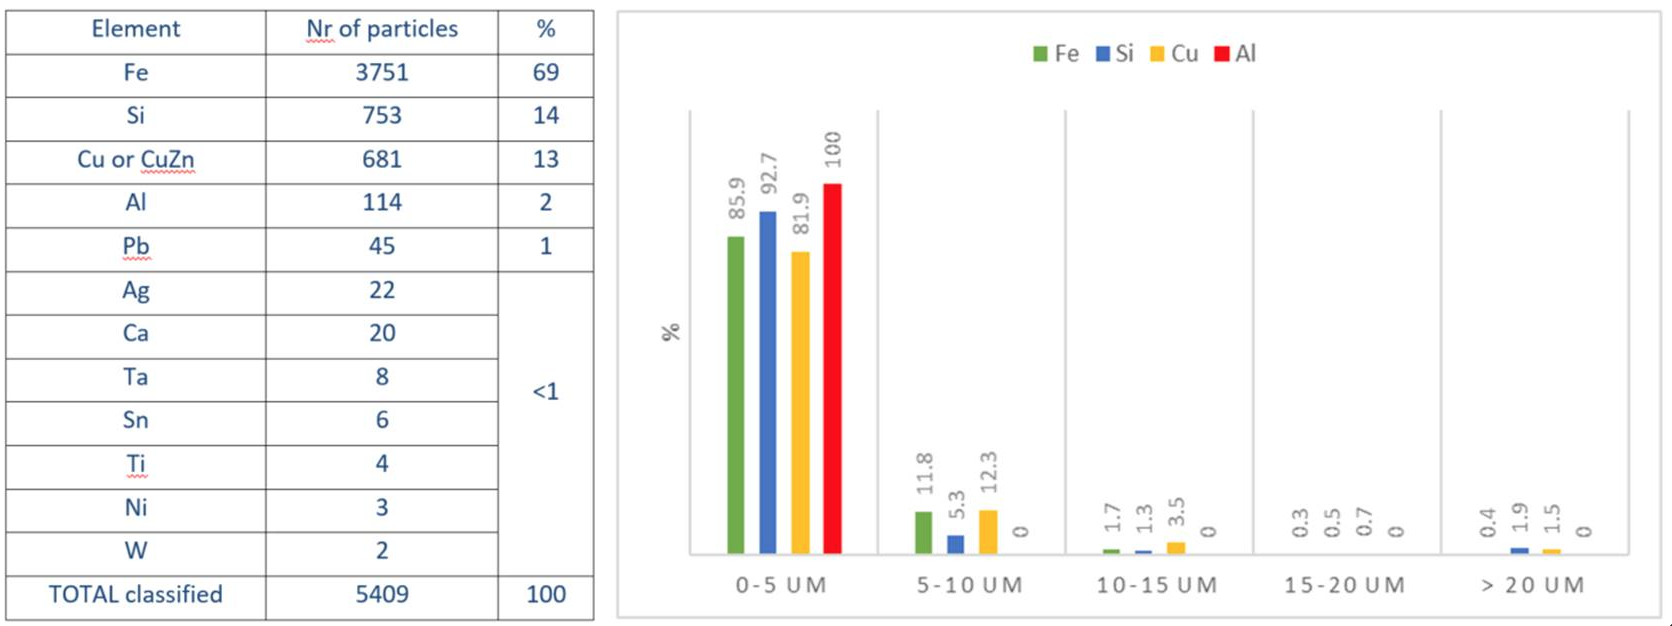 Element Nr of particles %
Fe 3751 69
Si 753 14
Cu or CuZn 681 13
Al 114 2
Pb 45 1
Ag 22
Ca 20
Ta 8
<1
Sn 6
Ti 4
Ni 3
W 2
TOTAL classified 5409 100
Fe Si Cu Al
%
85.9 92.7 81.9 100
11.8 5.3 12.3 0
1.7 1.3 3.5 0
0.3 0.5 0.7 0
0.4 1.9 1.5 0
0-5 UM 5-10 UM 10-15 UM 15-20 UM > 20 UM